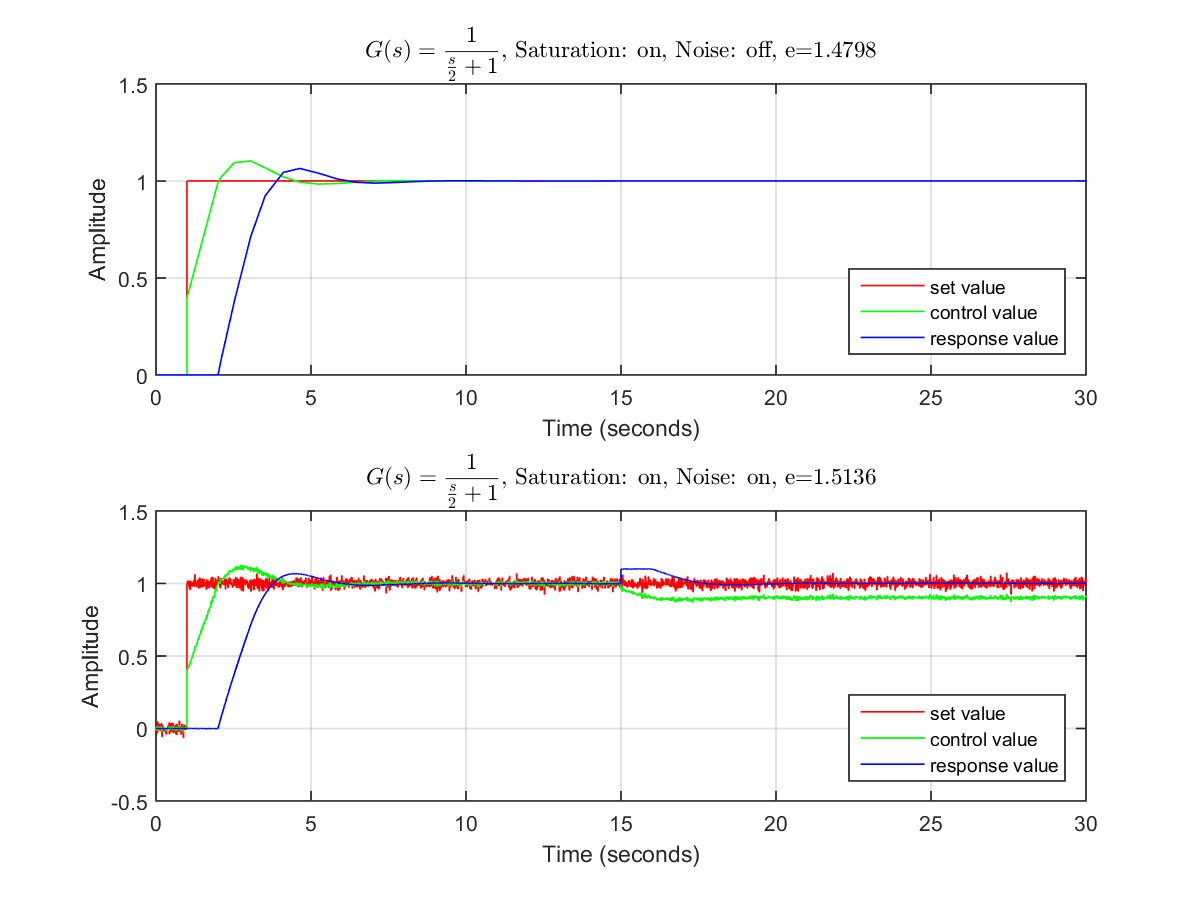 G(s) = 1/(s/2 + 1), Saturation: on, Noise: off, e=1.4798
1.5
1
0.5
0
Amplitude
set value
control value
response value
0 5 10 15 20 25 30
Time (seconds)
G(s) = 1/(s/2 + 1), Saturation: on, Noise: on, e=1.5136
1.5
1
0.5
0
-0.5
Amplitude
set value
control value
response value
0 5 10 15 20 25 30
Time (seconds)